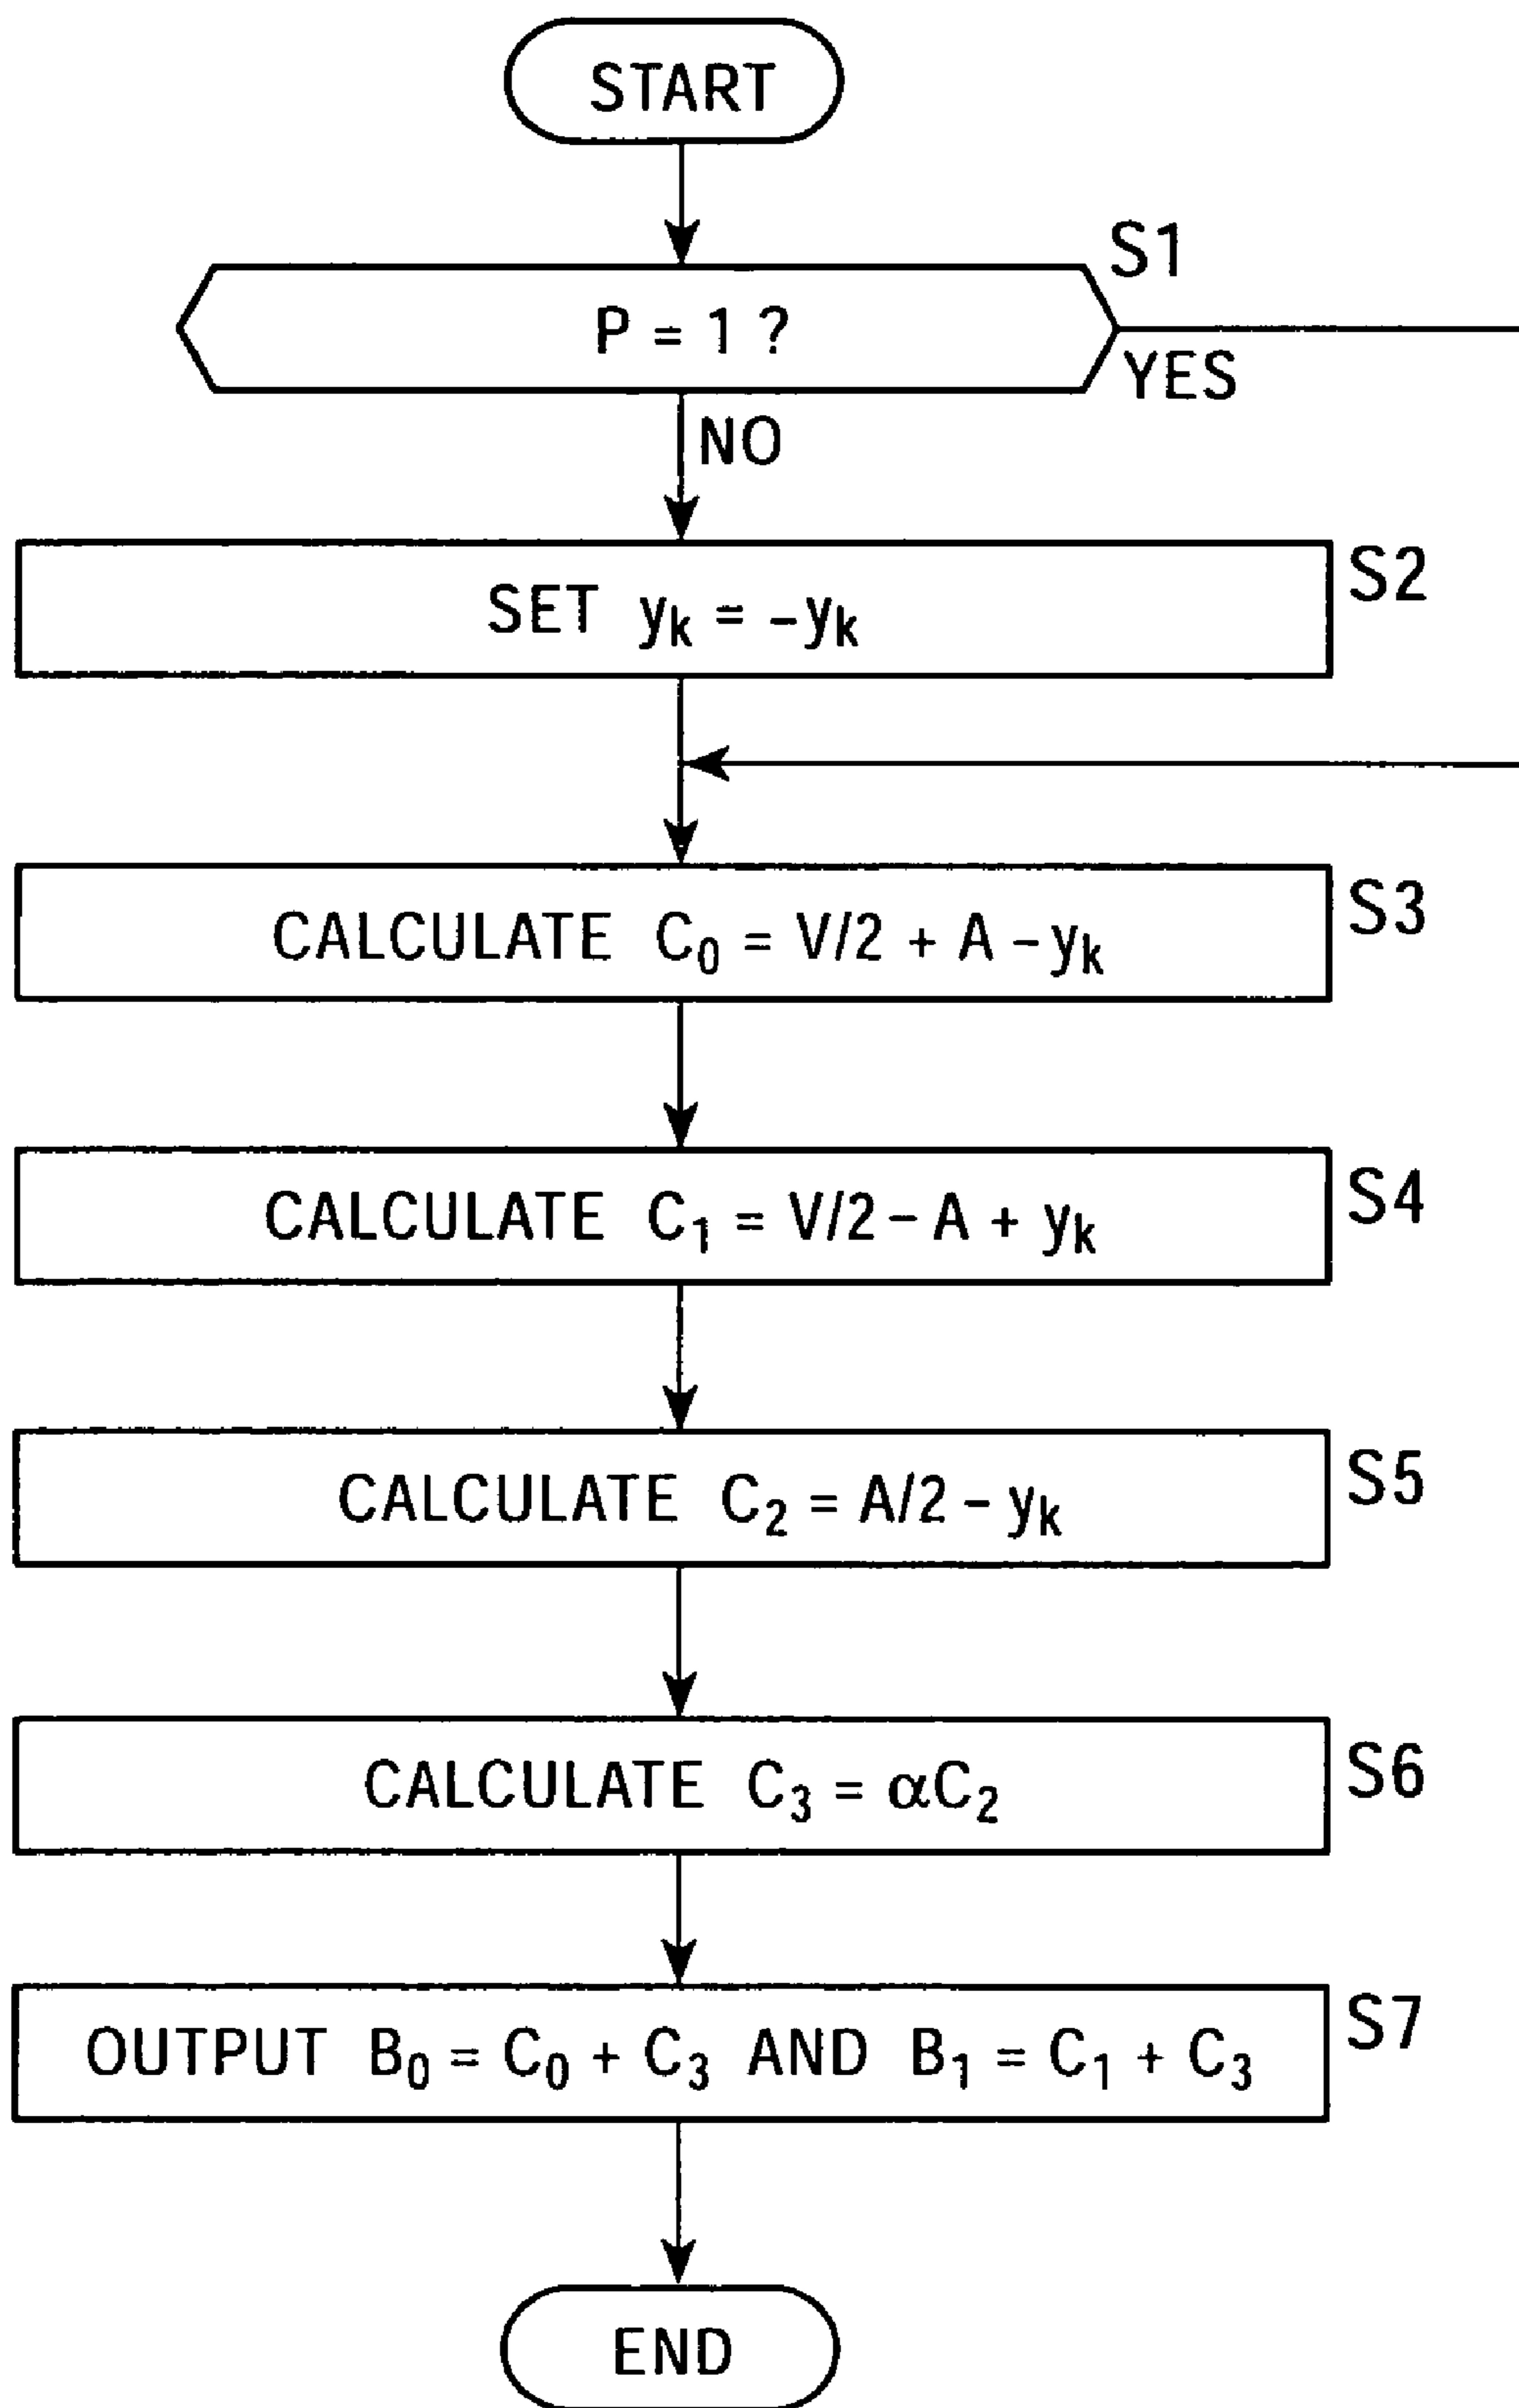 START
S1
P = 1 ?
YES
NO
S2
SET yₖ = -yₖ
S3
CALCULATE C₀ = V/2 + A - yₖ
S4
CALCULATE C₁ = V/2 - A + yₖ
S5
CALCULATE C₂ = A/2 - yₖ
S6
CALCULATE C₃ = αC₂
S7
OUTPUT B₀ = C₀ + C₃ AND B₁ = C₁ + C₃
END